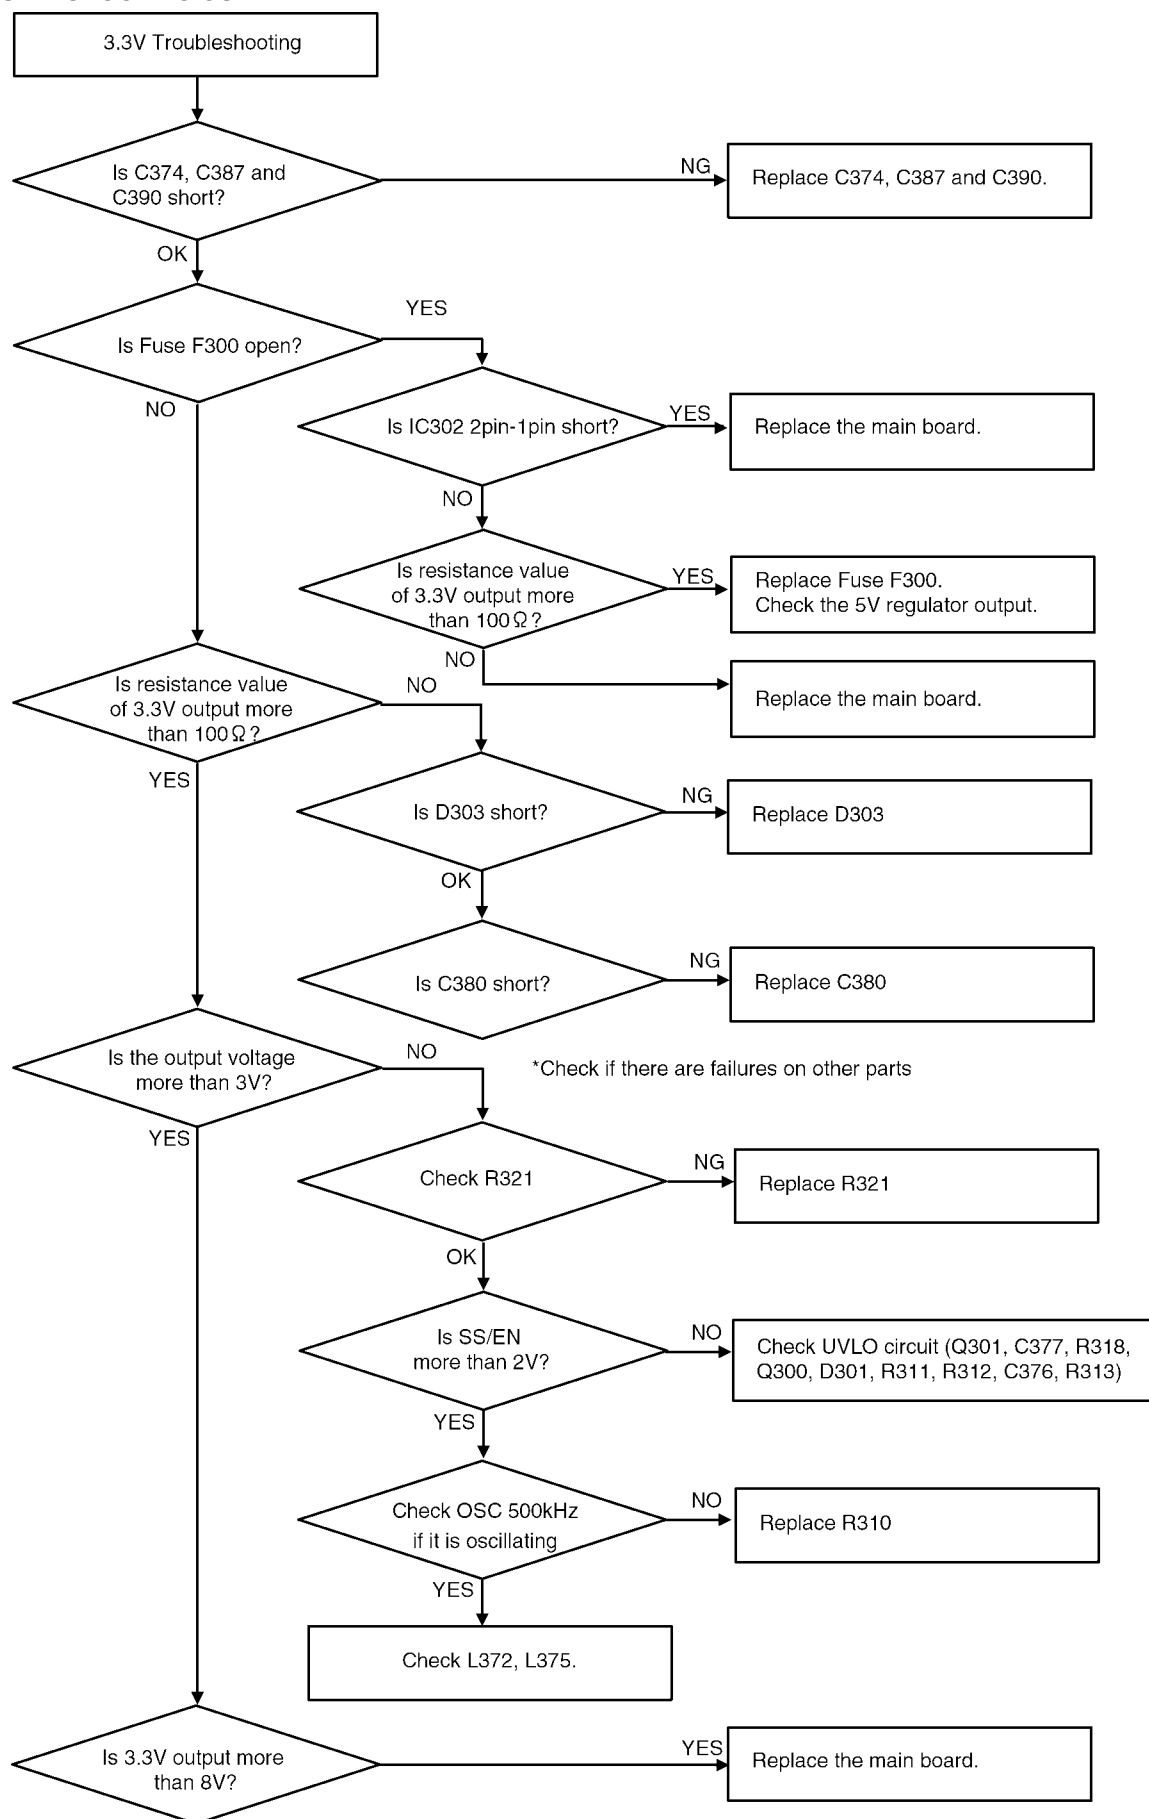 3.3V Troubleshooting
Is C374, C387 and
C390 short?
NG
Replace C374, C387 and C390.
OK
YES
Is Fuse F300 open?
NO
Is IC302 2pin-1pin short?
YES
Replace the main board.
NO
Is resistance value
of 3.3V output more
than 100Ω?
YES
Replace Fuse F300.
Check the 5V regulator output.
NO
Replace the main board.
Is resistance value
of 3.3V output more
than 100Ω?
NO
YES
Is D303 short?
NG
Replace D303
OK
Is C380 short?
NG
Replace C380
Is the output voltage
more than 3V?
NO
*Check if there are failures on other parts
YES
Check R321
NG
Replace R321
OK
Is SS/EN
more than 2V?
NO
Check UVLO circuit (Q301, C377, R318,
Q300, D301, R311, R312, C376, R313)
YES
Check OSC 500kHz
if it is oscillating
NO
Replace R310
YES
Check L372, L375.
Is 3.3V output more
than 8V?
YES
Replace the main board.